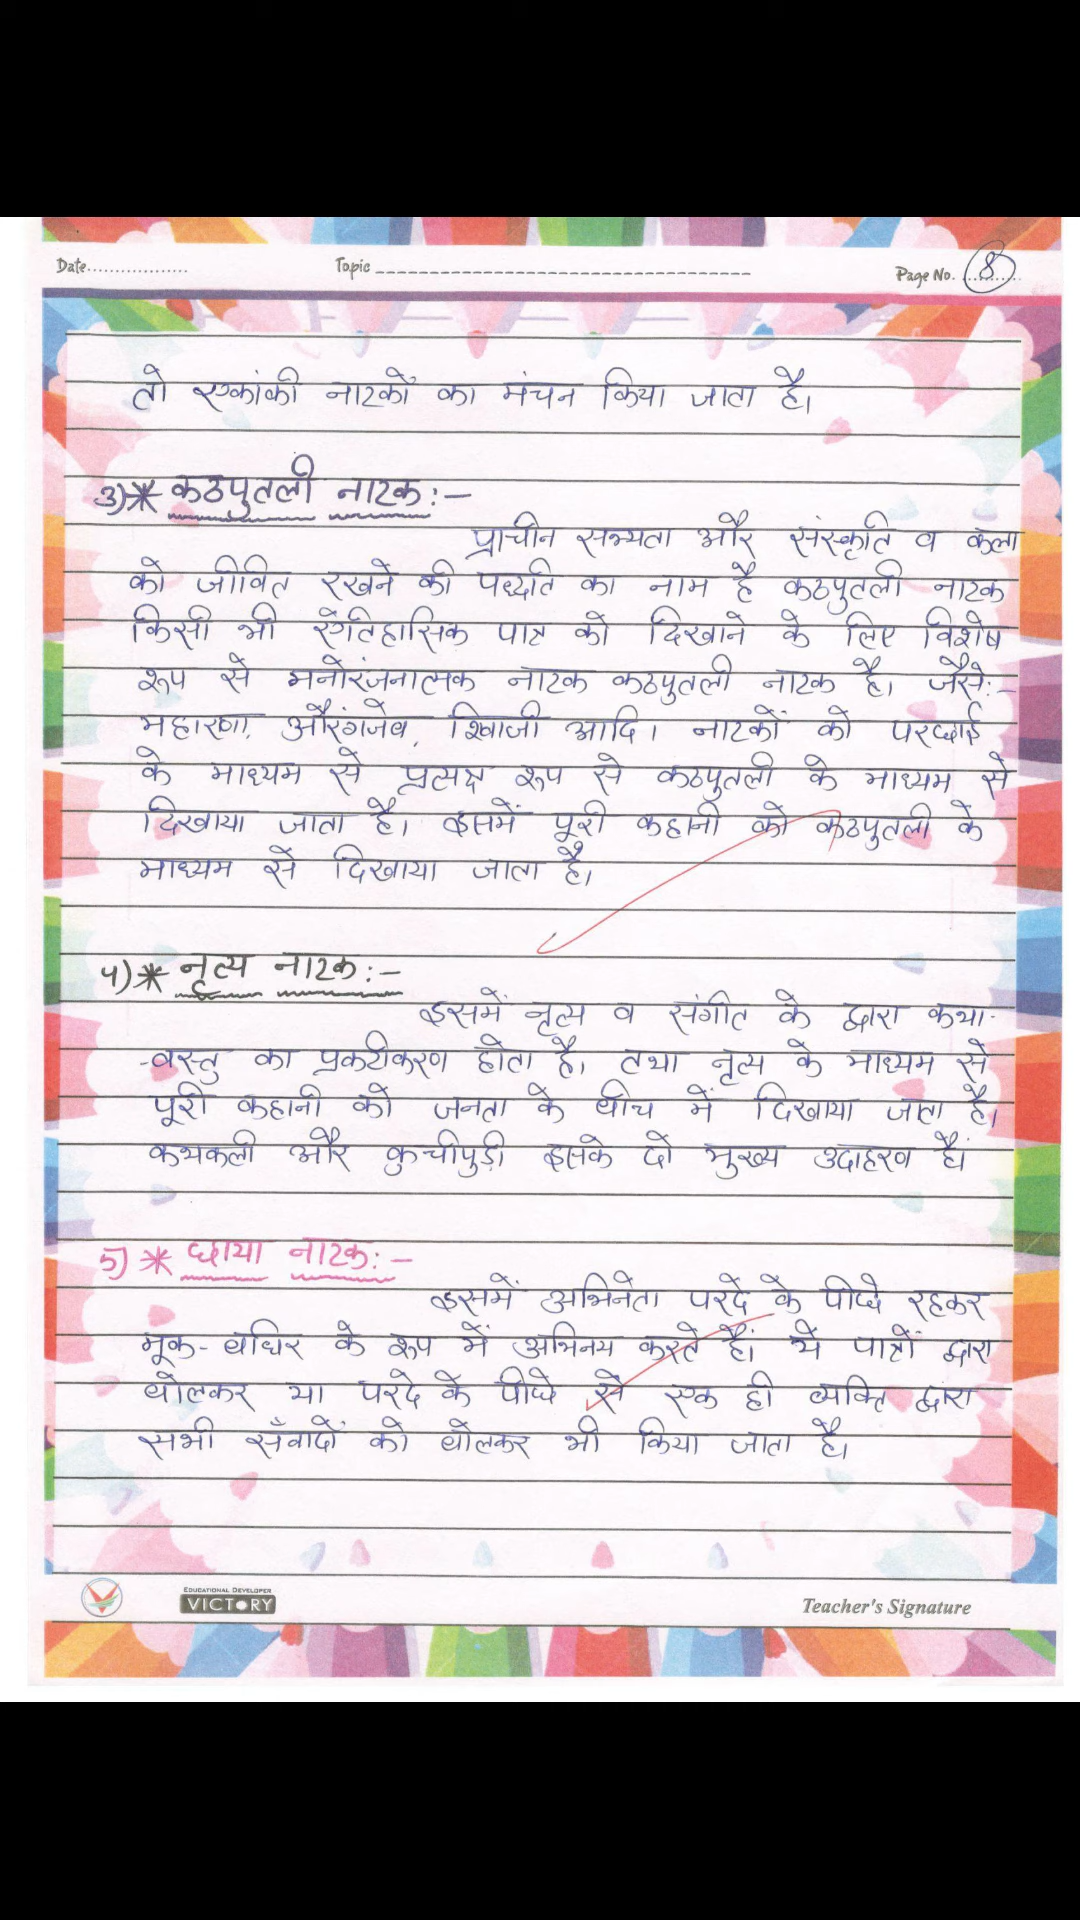 Date..................
Topic ___________________________________
Page No. 8
तो एकांकी नाटकों का मंचन किया जाता है।
3)* कठपुतली नाटक:-
प्राचीन सभ्यता और संस्कृति व कला
को जीवित रखने की पध्दति का नाम है कठपुतली नाटक
किसी भी ऐंतिहासिक पात्र को दिखाने के लिए विशेष
रूप से मनोरंजनात्मक नाटक कठपुतली नाटक है। जैसे:-
महारणा, औरंगजेब, शिवाजी आदि। नाटकों को परछाई
के माध्यम से प्रत्यक्ष रूप से कठपुतली के माध्यम से
दिखाया जाता है। इसमें पूरी कहानी को कठपुतली के
माध्यम से दिखाया जाता है।
4)* नृत्य नाटक:-
इसमें नृत्य व संगीत के द्वारा कथा-
-वस्तु का प्रकटीकरण होता है। तथा नृत्य के माध्यम से
पूरी कहानी को जनता के बीच में दिखाया जाता है।
कथकली और कुचीपुड़ी इसके दो मुख्य उदाहरण हैं।
5)* छाया नाटक:-
इसमें अभिनेता परदे के पीछे रहकर
मूक-बधिर के रूप में अभिनय करते हैं। ये पात्रों द्वारा
बोलकर या परदे के पीछे से एक ही व्यक्ति द्वारा
सभी सँवादों को बोलकर भी किया जाता है।
EDUCATIONAL DEVELOPER
VICTORY
Teacher's Signature